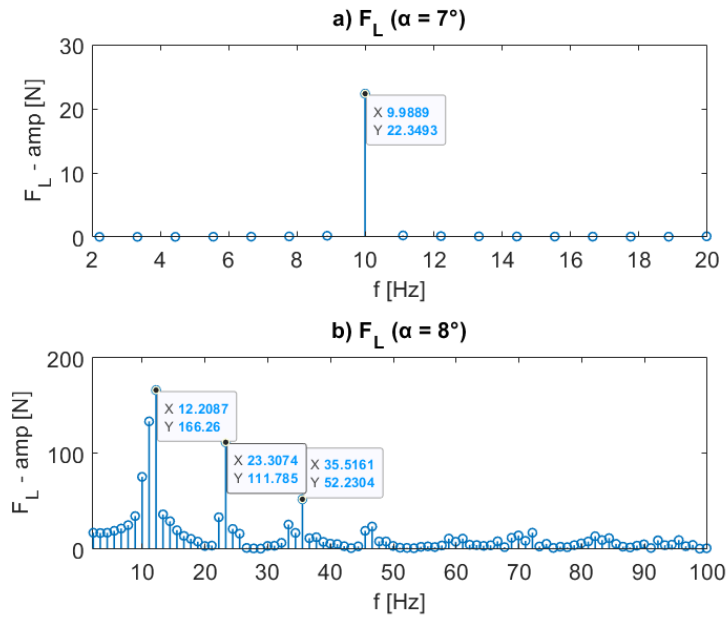 a) F_L (α = 7°)
F_L - amp [N]
30
20
10
0
X 9.9889
Y 22.3493
2 4 6 8 10 12 14 16 18 20
f [Hz]
b) F_L (α = 8°)
F_L - amp [N]
200
100
0
X 12.2087
Y 166.26
X 23.3074
Y 111.785
X 35.5161
Y 52.2304
10 20 30 40 50 60 70 80 90 100
f [Hz]